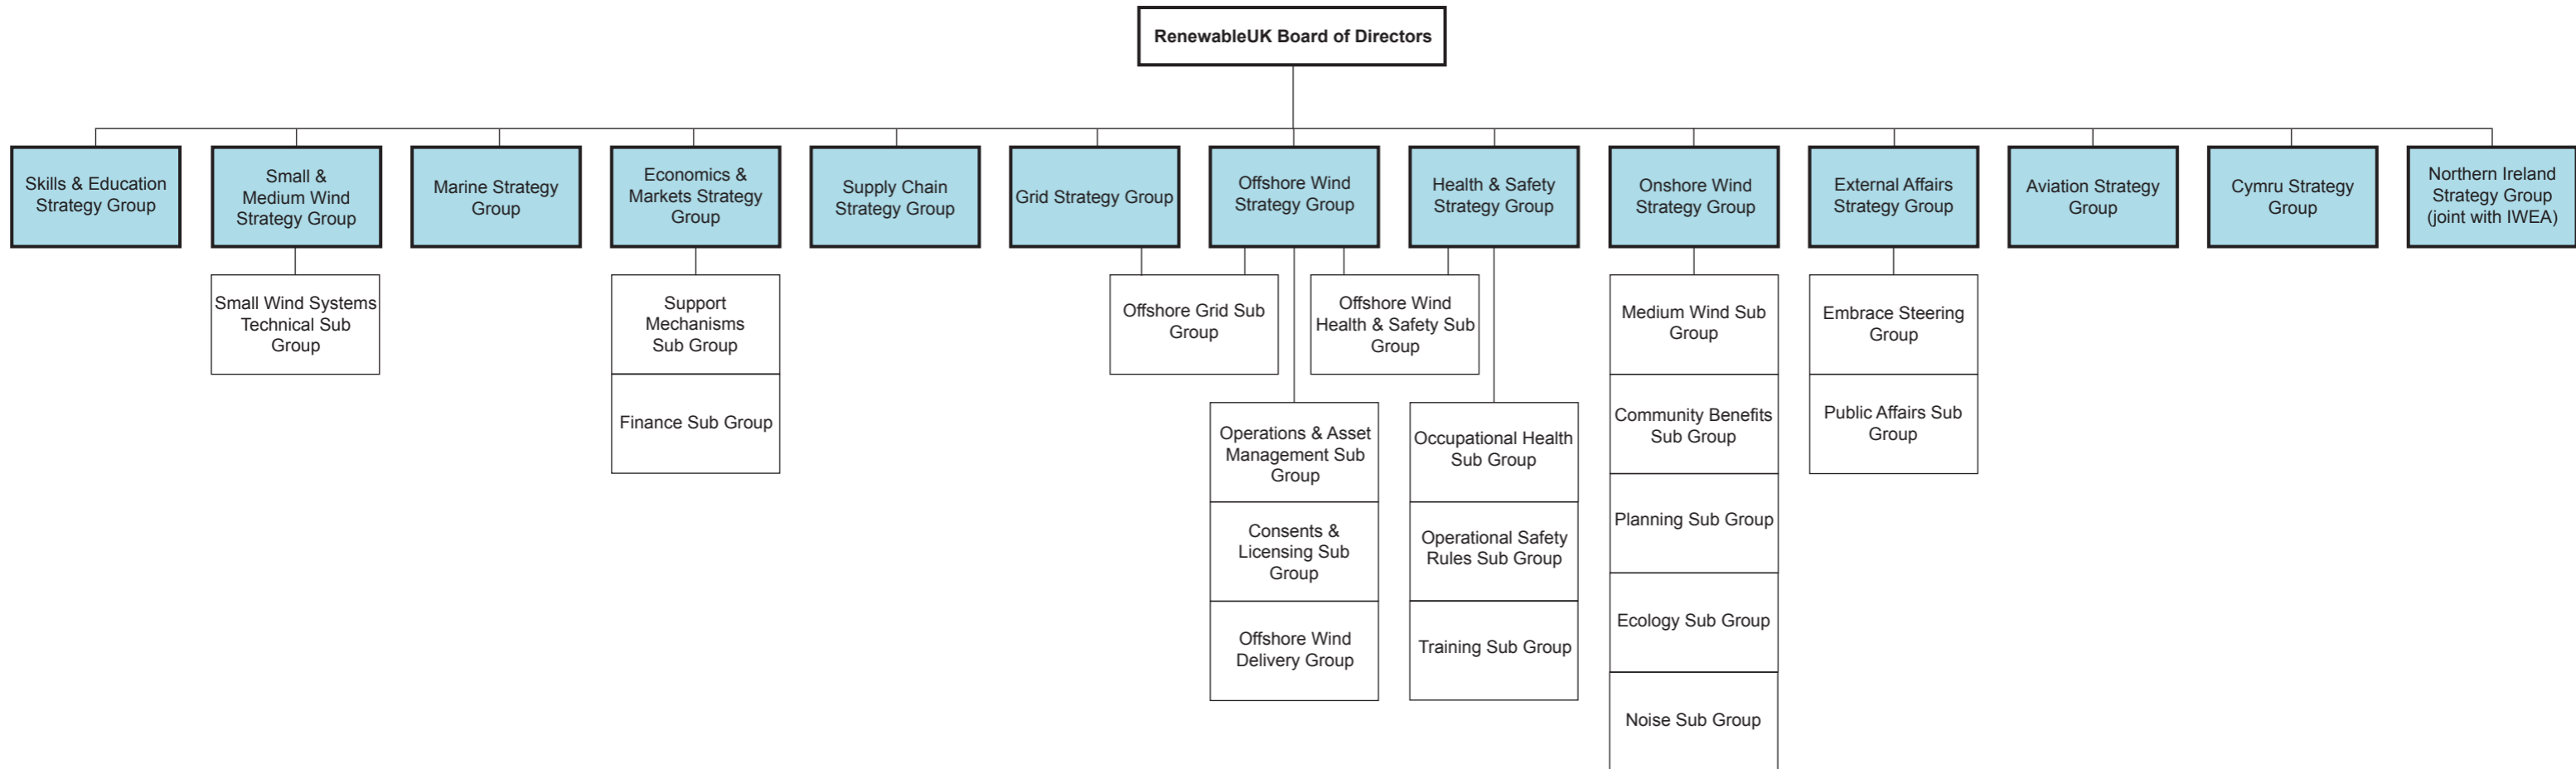 RenewableUK Board of Directors
Skills & Education
Strategy Group
Small &
Medium Wind
Strategy Group
Marine Strategy
Group
Economics &
Markets Strategy
Group
Supply Chain
Strategy Group
Grid Strategy Group
Offshore Wind
Strategy Group
Health & Safety
Strategy Group
Onshore Wind
Strategy Group
External Affairs
Strategy Group
Aviation Strategy
Group
Cymru Strategy
Group
Northern Ireland
Strategy Group
(joint with IWEA)
Small Wind Systems
Technical Sub
Group
Support
Mechanisms
Sub Group
Finance Sub Group
Offshore Grid Sub
Group
Offshore Wind
Health & Safety Sub
Group
Operations & Asset
Management Sub
Group
Consents &
Licensing Sub
Group
Offshore Wind
Delivery Group
Occupational Health
Sub Group
Operational Safety
Rules Sub Group
Training Sub Group
Medium Wind Sub
Group
Community Benefits
Sub Group
Planning Sub Group
Ecology Sub Group
Noise Sub Group
Embrace Steering
Group
Public Affairs Sub
Group